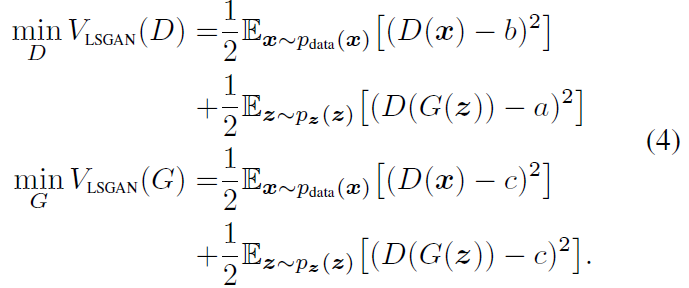 min_D V_LSGAN(D) = 1/2 𝔼_{x∼p_data(x)} [(D(x) − b)²]
+ 1/2 𝔼_{z∼p_z(z)} [(D(G(z)) − a)²]
(4)
min_G V_LSGAN(G) = 1/2 𝔼_{x∼p_data(x)} [(D(x) − c)²]
+ 1/2 𝔼_{z∼p_z(z)} [(D(G(z)) − c)²].